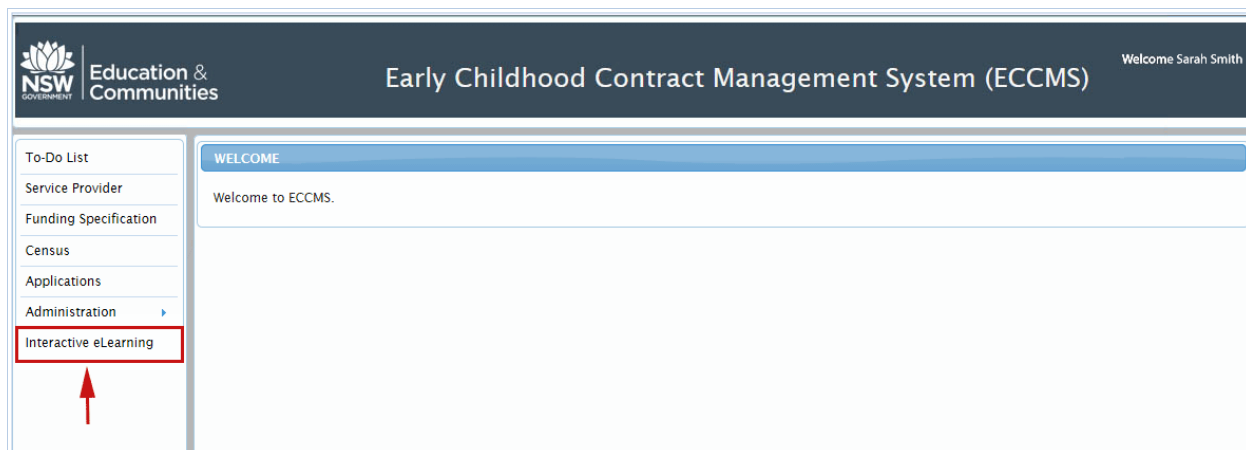 NSW
GOVERNMENT
Education &
Communities
Early Childhood Contract Management System (ECCMS)
Welcome Sarah Smith
To-Do List
Service Provider
Funding Specification
Census
Applications
Administration
Interactive eLearning
WELCOME
Welcome to ECCMS.